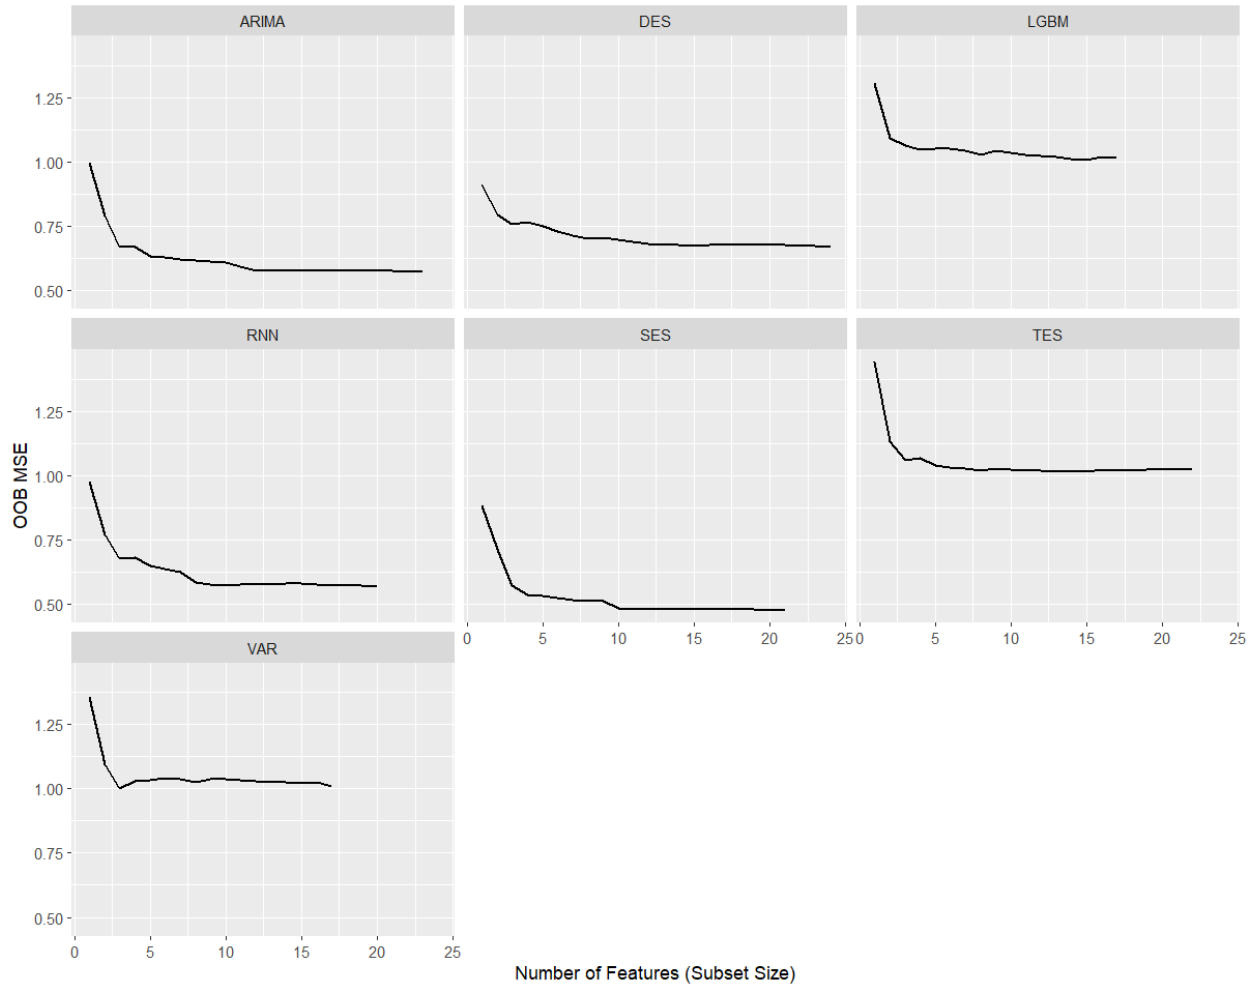 ARIMA DES LGBM
1.25
1.00
0.75
0.50
RNN SES TES
1.25
1.00
0.75
0.50
0 5 10 15 20 25 0 5 10 15 20 25
VAR
1.25
1.00
0.75
0.50
0 5 10 15 20 25
OOB MSE
Number of Features (Subset Size)